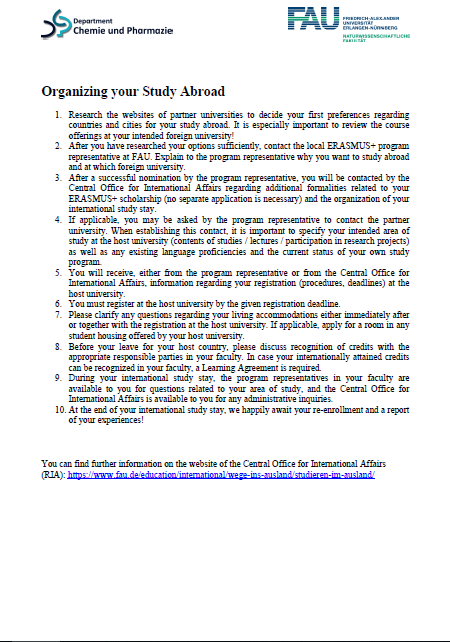 Department
Chemie und Pharmazie
FAU
FRIEDRICH-ALEXANDER
UNIVERSITÄT
ERLANGEN-NÜRNBERG
NATURWISSENSCHAFTLICHE
FAKULTÄT
Organizing your Study Abroad
1. Research the websites of partner universities to decide your first preferences regarding
countries and cities for your study abroad. It is especially important to review the course
offerings at your intended foreign university!
2. After you have researched your options sufficiently, contact the local ERASMUS+ program
representative at FAU. Explain to the program representative why you want to study abroad
and at which foreign university.
3. After a successful nomination by the program representative, you will be contacted by the
Central Office for International Affairs regarding additional formalities related to your
ERASMUS+ scholarship (no separate application is necessary) and the organization of your
international study stay.
4. If applicable, you may be asked by the program representative to contact the partner
university. When establishing this contact, it is important to specify your intended area of
study at the host university (contents of studies / lectures / participation in research projects)
as well as any existing language proficiencies and the current status of your own study
program.
5. You will receive, either from the program representative or from the Central Office for
International Affairs, information regarding your registration (procedures, deadlines) at the
host university.
6. You must register at the host university by the given registration deadline.
7. Please clarify any questions regarding your living accommodations either immediately after
or together with the registration at the host university. If applicable, apply for a room in any
student housing offered by your host university.
8. Before your leave for your host country, please discuss recognition of credits with the
appropriate responsible parties in your faculty. In case your internationally attained credits
can be recognized in your faculty, a Learning Agreement is required.
9. During your international study stay, the program representatives in your faculty are
available to you for questions related to your area of study, and the Central Office for
International Affairs is available to you for any administrative inquiries.
10. At the end of your international study stay, we happily await your re-enrollment and a report
of your experiences!
You can find further information on the website of the Central Office for International Affairs
(RIA): https://www.fau.de/education/international/wege-ins-ausland/studieren-im-ausland/